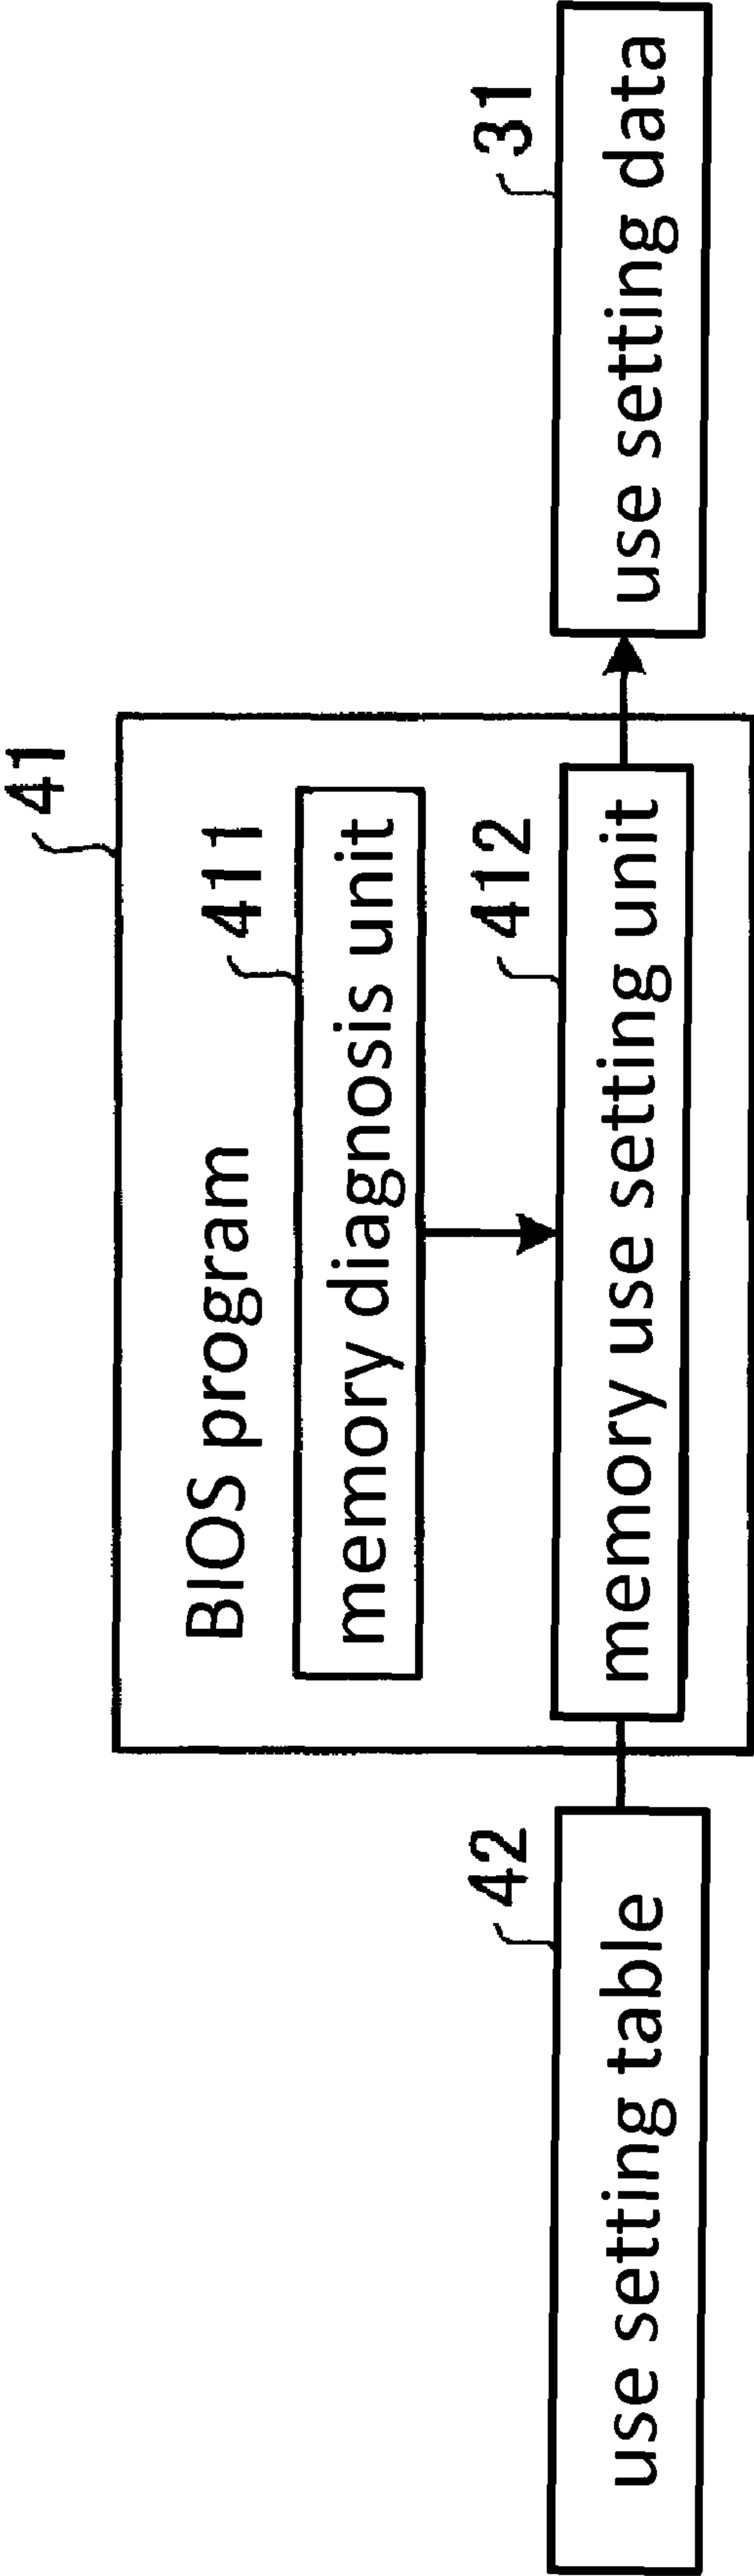 41
BIOS program
411
memory diagnosis unit
42
412
31
use setting table
memory use setting unit
use setting data